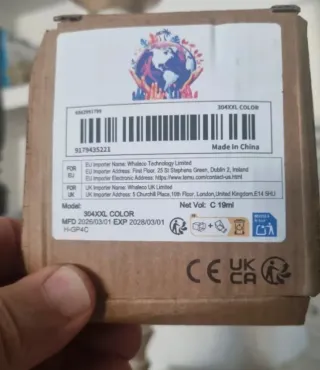 304XXL COLOR
9179435223
Made in China
FOR EU
EU Importer Name: Whaleco Technology Limited
EU Importer Address: First Floor, 25 St Stephens Green, Dublin 2, Ireland
EU Importer Electronic Address: https://www.temu.com/contact-us.html
FOR UK
UK Importer Name: Whaleco UK Limited
UK Importer Address: 5 Churchill Place, 10th Floor, London, United Kingdom, E14 5HU
Model: 304XXL COLOR
Net Vol: C 19ml
MFD 2026/03/01 EXP 2028/03/01
H-GP4C
CE UK CA